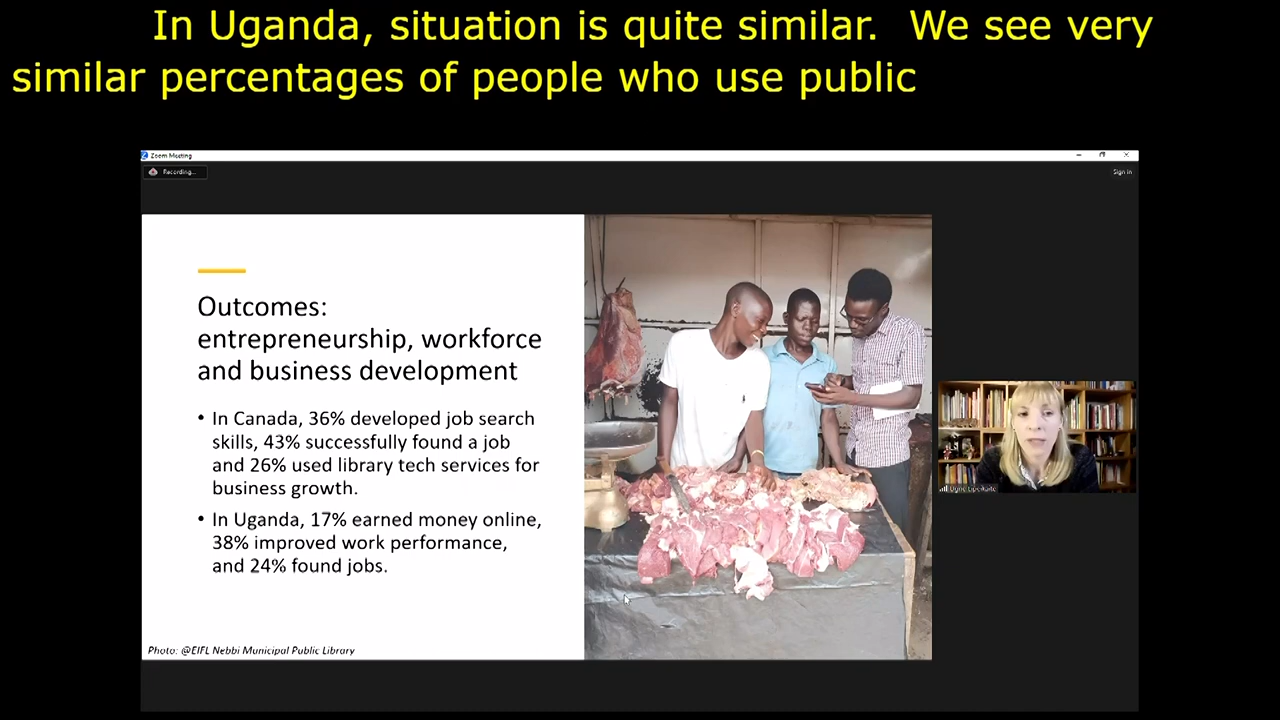 In Uganda, situation is quite similar.  We see very
similar percentages of people who use public
Zoom Meeting
Recording...
Sign in
Outcomes:
entrepreneurship, workforce
and business development
• In Canada, 36% developed job search
skills, 43% successfully found a job
and 26% used library tech services for
business growth.
• In Uganda, 17% earned money online,
38% improved work performance,
and 24% found jobs.
Photo: @EIFL Nebbi Municipal Public Library